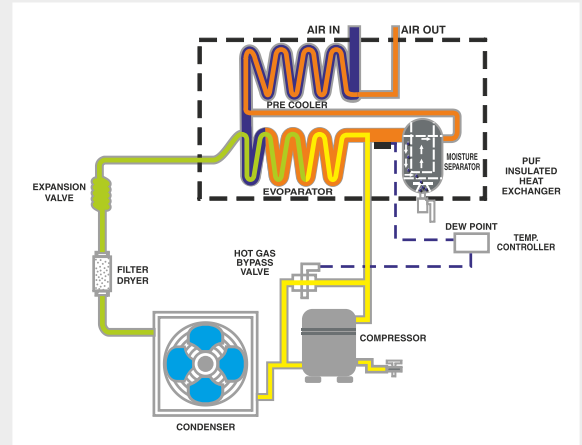 AIR IN
AIR OUT
PRE COOLER
MOISTURE
SEPARATOR
PUF
INSULATED
HEAT
EXCHANGER
EXPANSION
VALVE
EVOPARATOR
DEW POINT
TEMP.
CONTROLLER
HOT GAS
BYPASS
VALVE
FILTER
DRYER
COMPRESSOR
CONDENSER